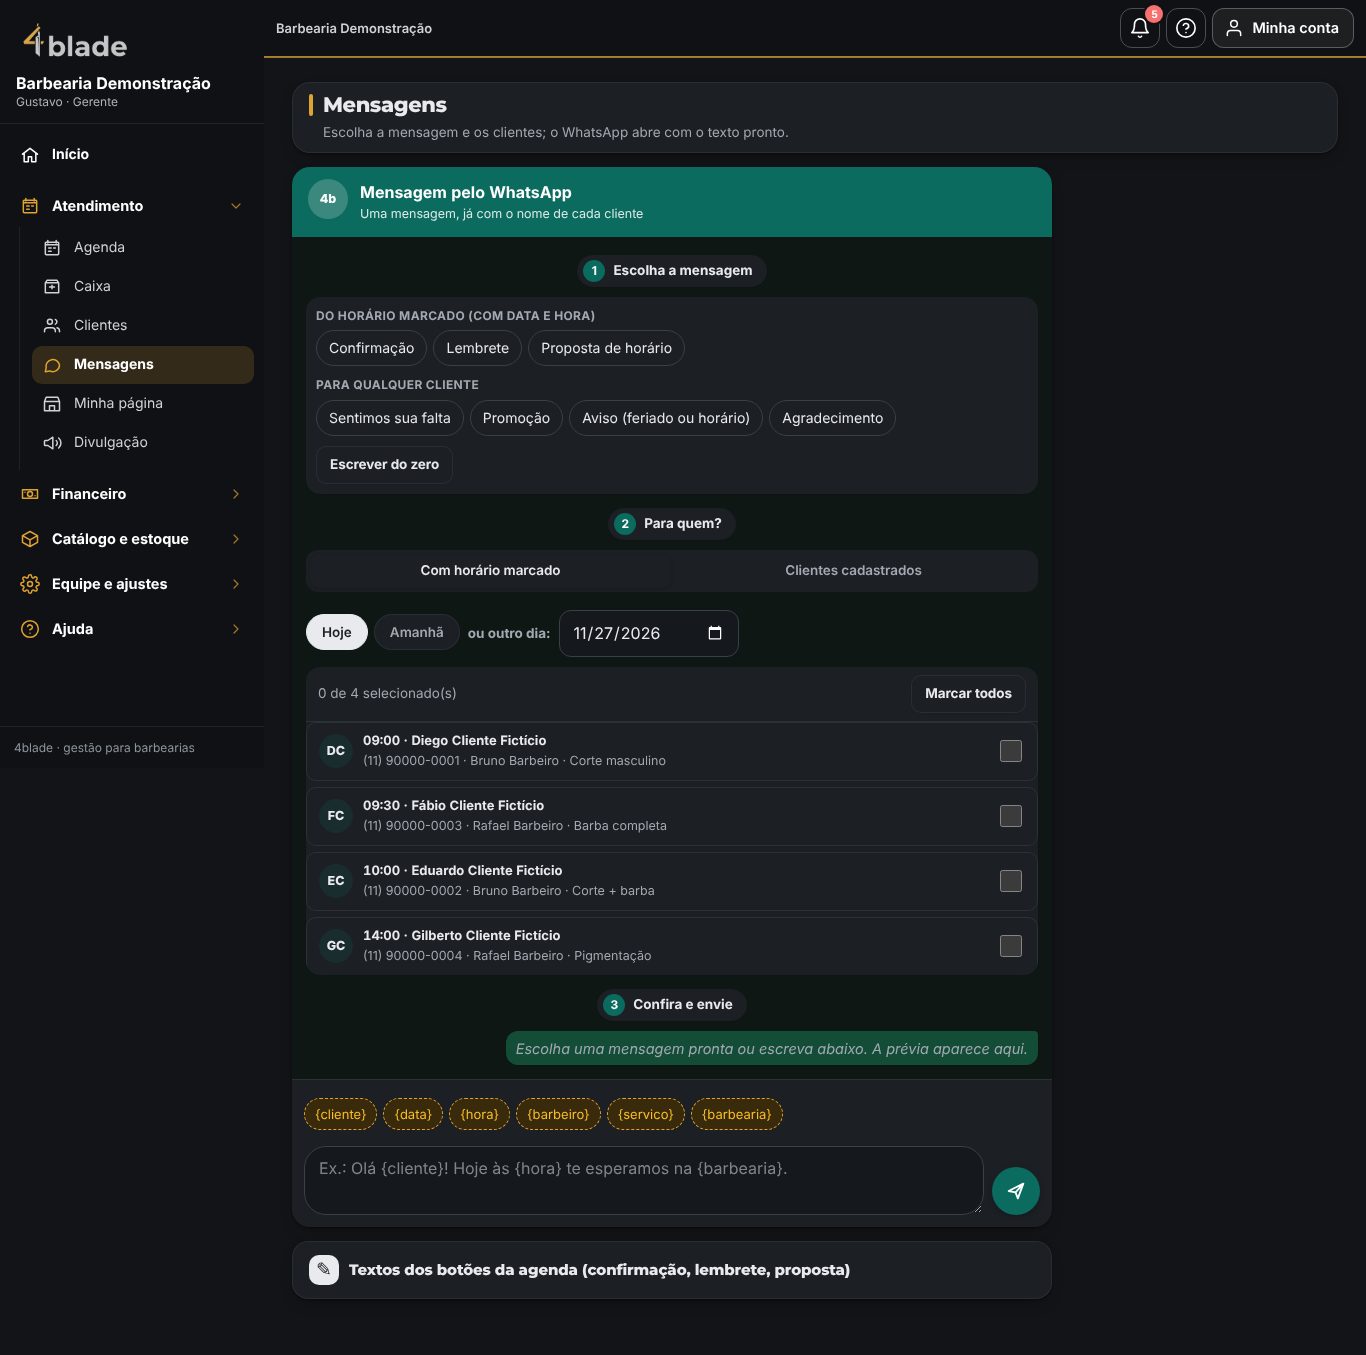 4blade
Barbearia Demonstração
Gustavo · Gerente
Início
Atendimento
Agenda
Caixa
Clientes
Mensagens
Minha página
Divulgação
Financeiro
Catálogo e estoque
Equipe e ajustes
Ajuda
4blade · gestão para barbearias
Barbearia Demonstração
5
Minha conta
Mensagens
Escolha a mensagem e os clientes; o WhatsApp abre com o texto pronto.
4b
Mensagem pelo WhatsApp
Uma mensagem, já com o nome de cada cliente
1 Escolha a mensagem
DO HORÁRIO MARCADO (COM DATA E HORA)
Confirmação Lembrete Proposta de horário
PARA QUALQUER CLIENTE
Sentimos sua falta Promoção Aviso (feriado ou horário) Agradecimento
Escrever do zero
2 Para quem?
Com horário marcado Clientes cadastrados
Hoje Amanhã ou outro dia: 11/27/2026
0 de 4 selecionado(s) Marcar todos
DC
09:00 · Diego Cliente Fictício
(11) 90000-0001 · Bruno Barbeiro · Corte masculino
FC
09:30 · Fábio Cliente Fictício
(11) 90000-0003 · Rafael Barbeiro · Barba completa
EC
10:00 · Eduardo Cliente Fictício
(11) 90000-0002 · Bruno Barbeiro · Corte + barba
GC
14:00 · Gilberto Cliente Fictício
(11) 90000-0004 · Rafael Barbeiro · Pigmentação
3 Confira e envie
Escolha uma mensagem pronta ou escreva abaixo. A prévia aparece aqui.
{cliente} {data} {hora} {barbeiro} {servico} {barbearia}
Ex.: Olá {cliente}! Hoje às {hora} te esperamos na {barbearia}.
Textos dos botões da agenda (confirmação, lembrete, proposta)